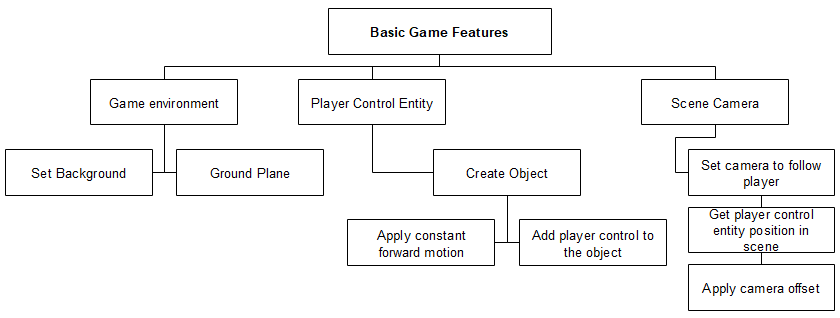 Basic Game Features
Game environment
Player Control Entity
Scene Camera
Set Background
Ground Plane
Create Object
Set camera to follow
player
Apply constant
forward motion
Add player control to
the object
Get player control
entity position in
scene
Apply camera offset